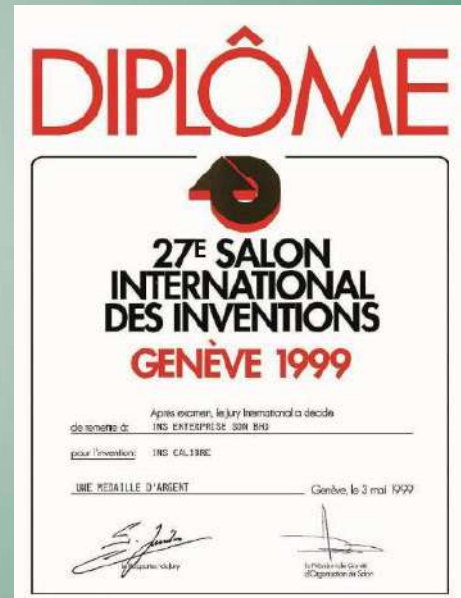 DIPLÔME
27E SALON
INTERNATIONAL
DES INVENTIONS
GENÈVE 1999
Après examen, le Jury International a décidé
de remettre à: INS ENTERPRISE SDN BHD
pour l'invention: INS CALIBRE
UNE MEDAILLE D'ARGENT Genève, le 3 mai 1999